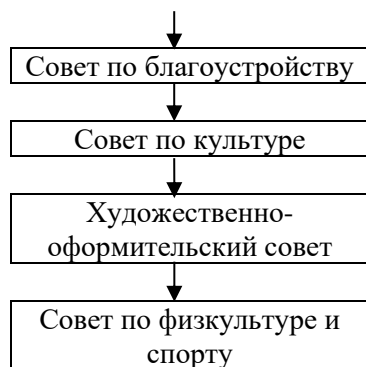 Совет по благоустройству
Совет по культуре
Художественно-
оформительский совет
Совет по физкультуре и
спорту